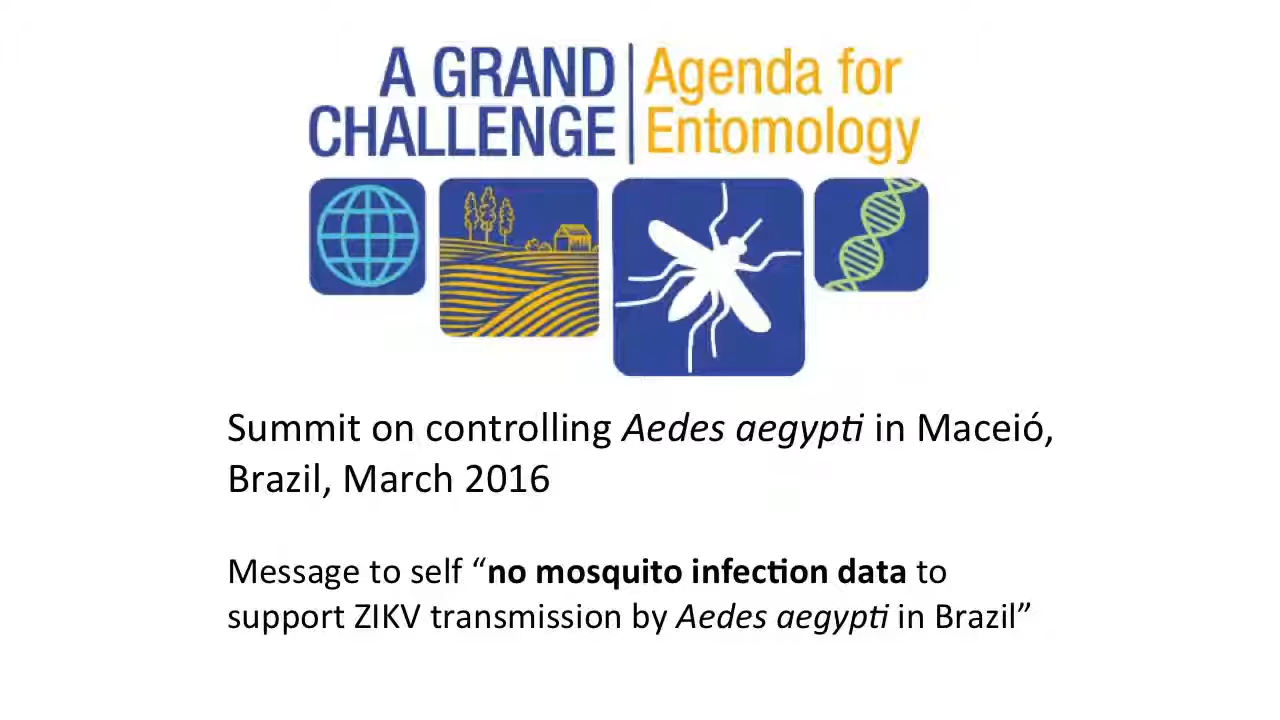 A GRAND
CHALLENGE
Agenda for
Entomology
Summit on controlling Aedes aegypti in Maceió,
Brazil, March 2016
Message to self “no mosquito infection data to
support ZIKV transmission by Aedes aegypti in Brazil”